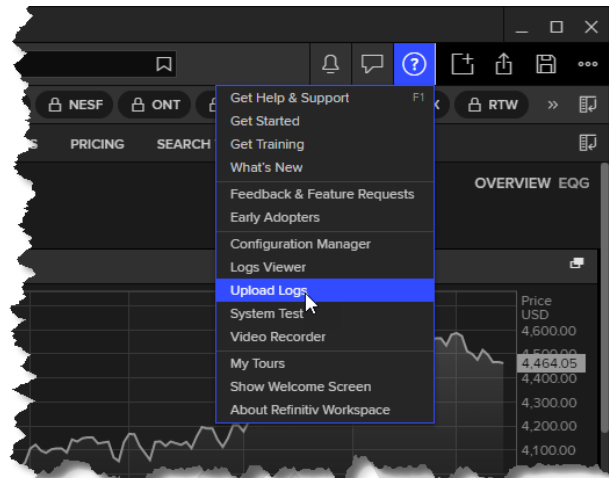 NESF
ONT
RTW
»
PRICING
SEARCH
Get Help & Support F1
Get Started
Get Training
What's New
Feedback & Feature Requests
Early Adopters
Configuration Manager
Logs Viewer
Upload Logs
System Test
Video Recorder
My Tours
Show Welcome Screen
About Refinitiv Workspace
OVERVIEW EQG
Price
USD
4,600.00
4,464.05
4,400.00
4,300.00
4,200.00
4,100.00